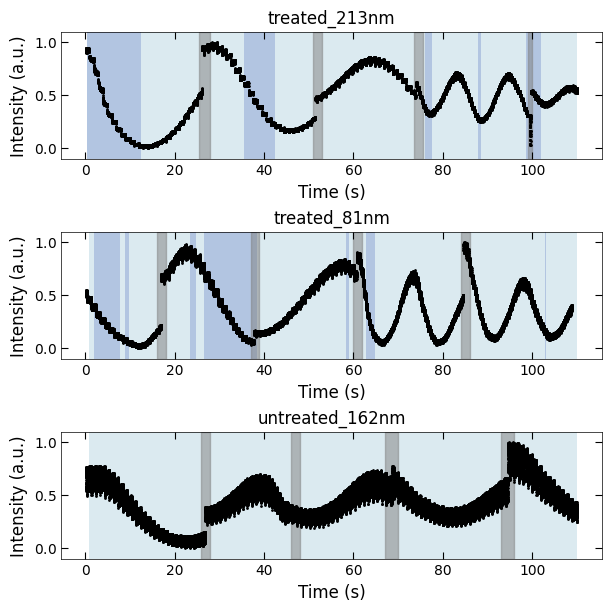 treated_213nm
1.0
0.5
0.0
Intensity (a.u.)
0 20 40 60 80 100
Time (s)
treated_81nm
1.0
0.5
0.0
Intensity (a.u.)
0 20 40 60 80 100
Time (s)
untreated_162nm
1.0
0.5
0.0
Intensity (a.u.)
0 20 40 60 80 100
Time (s)